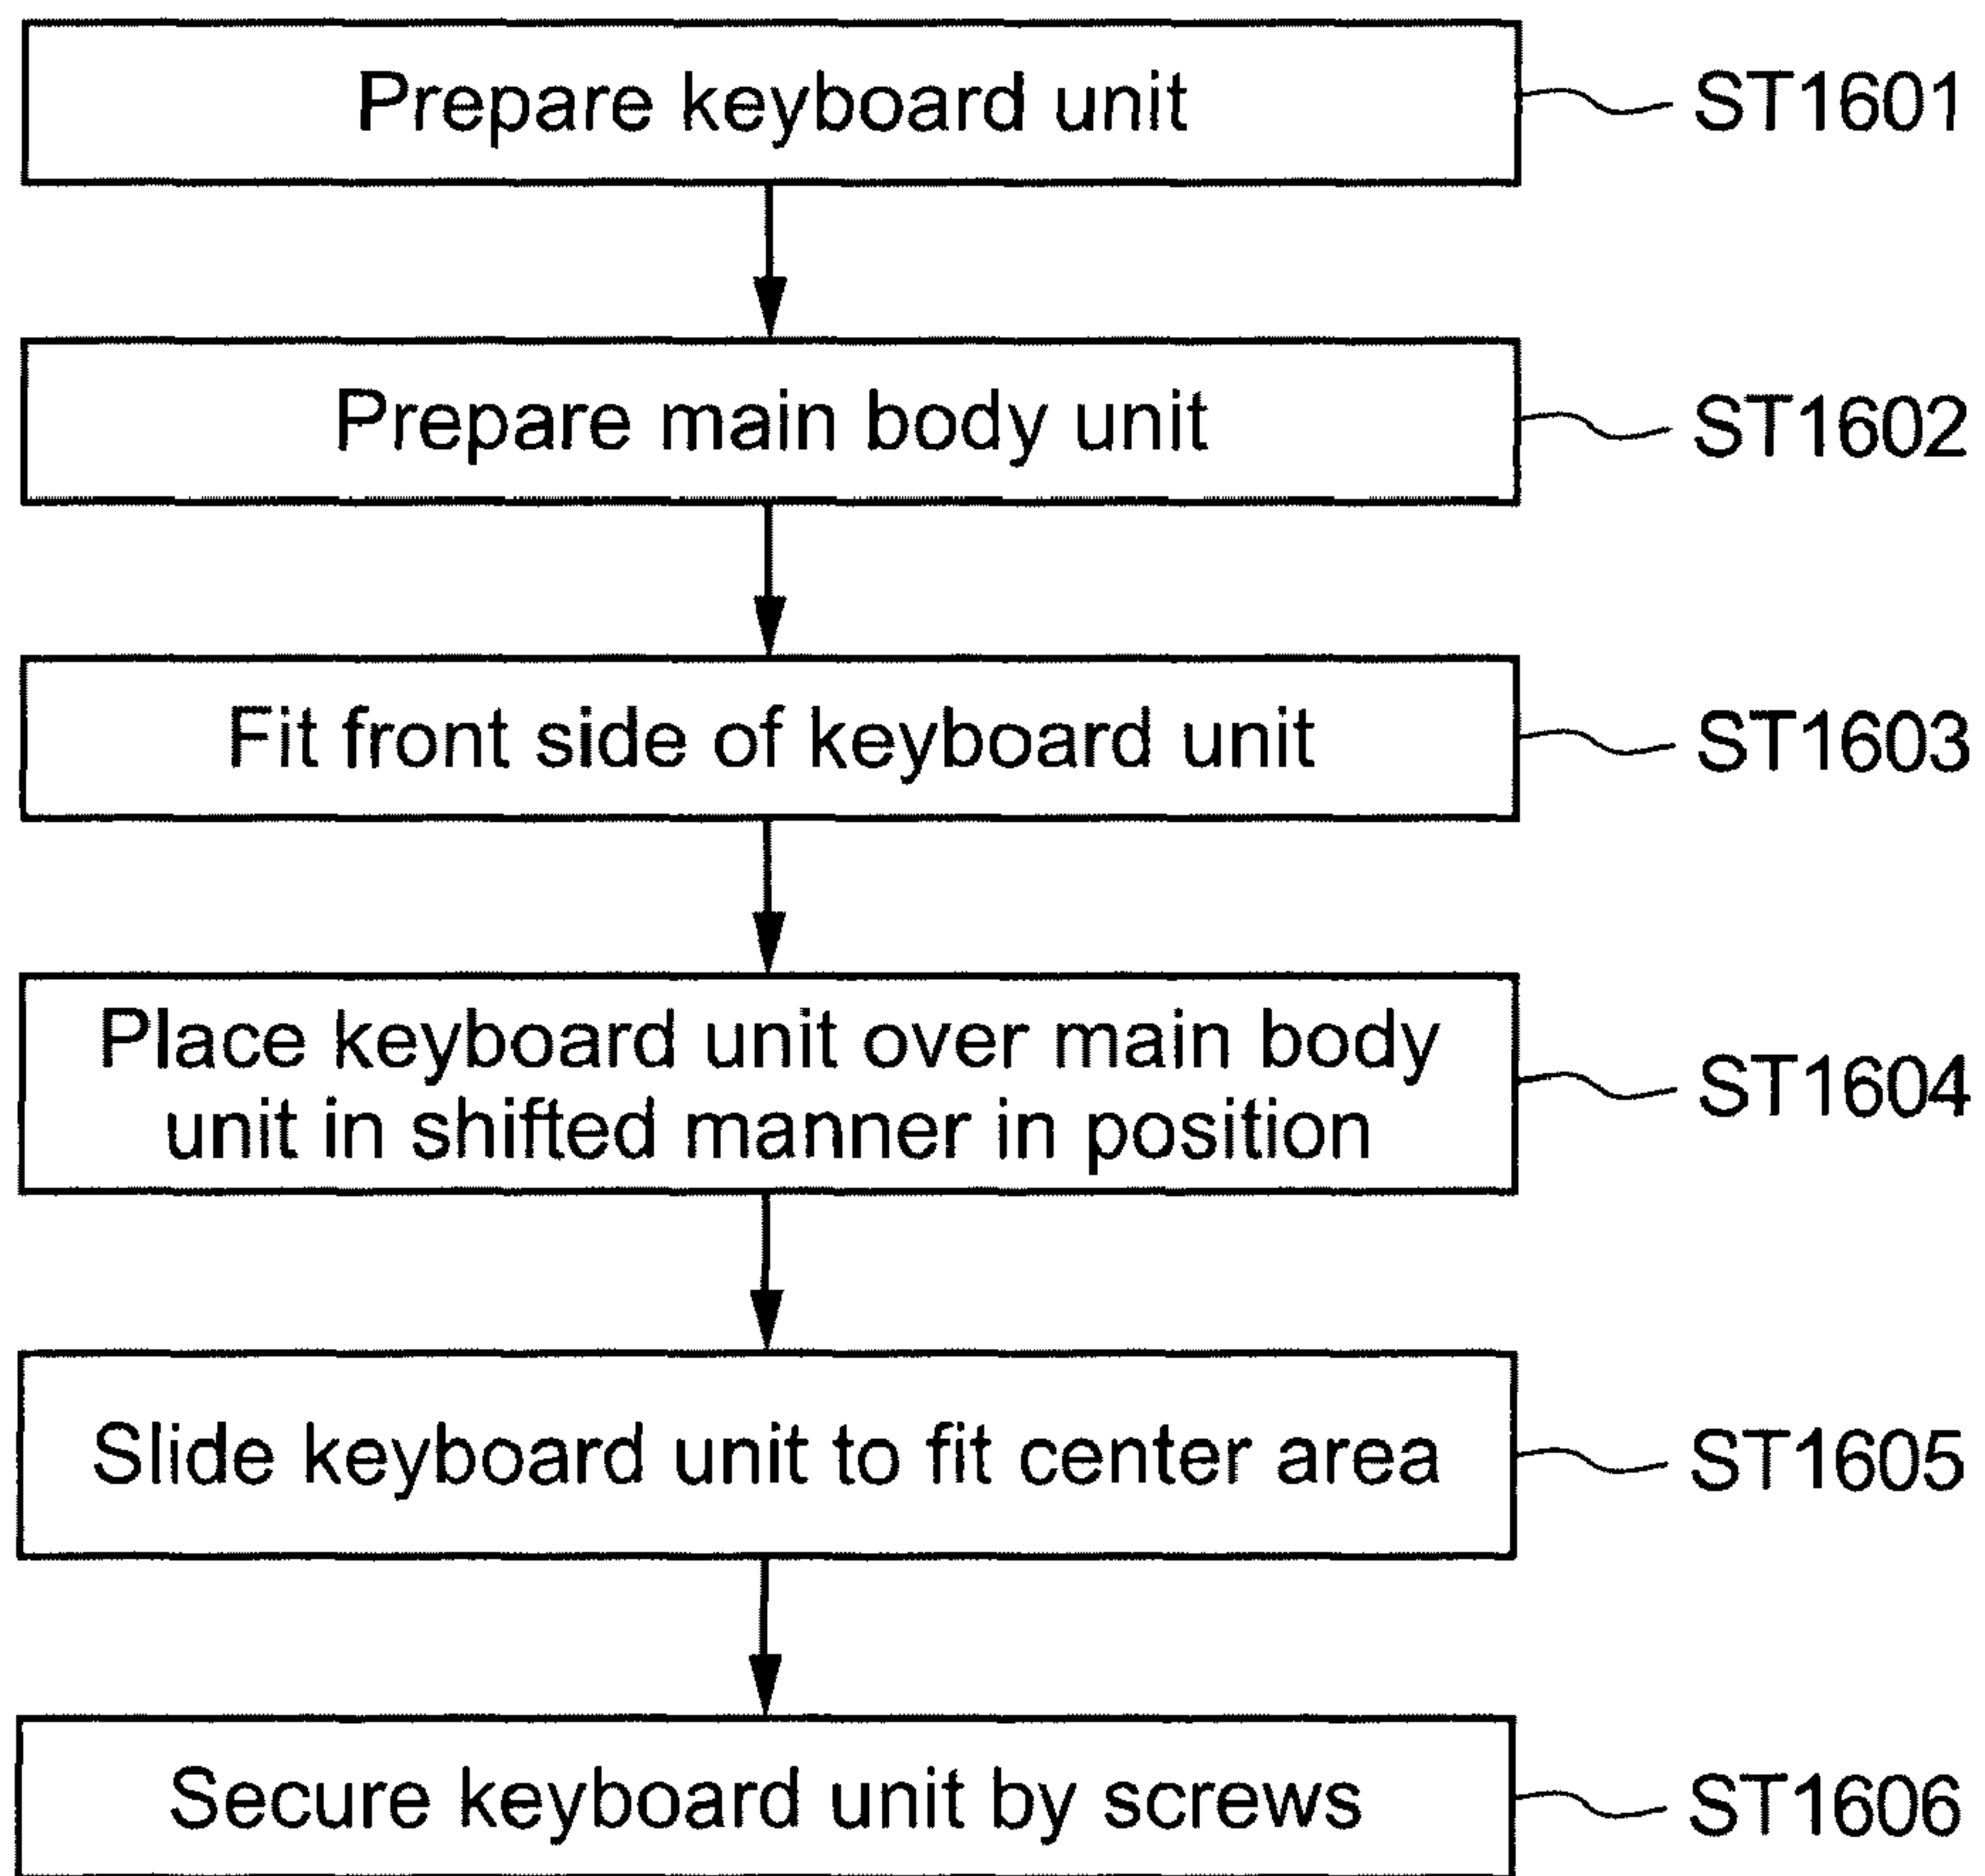 Prepare keyboard unit
ST1601
Prepare main body unit
ST1602
Fit front side of keyboard unit
ST1603
Place keyboard unit over main body
unit in shifted manner in position
ST1604
Slide keyboard unit to fit center area
ST1605
Secure keyboard unit by screws
ST1606